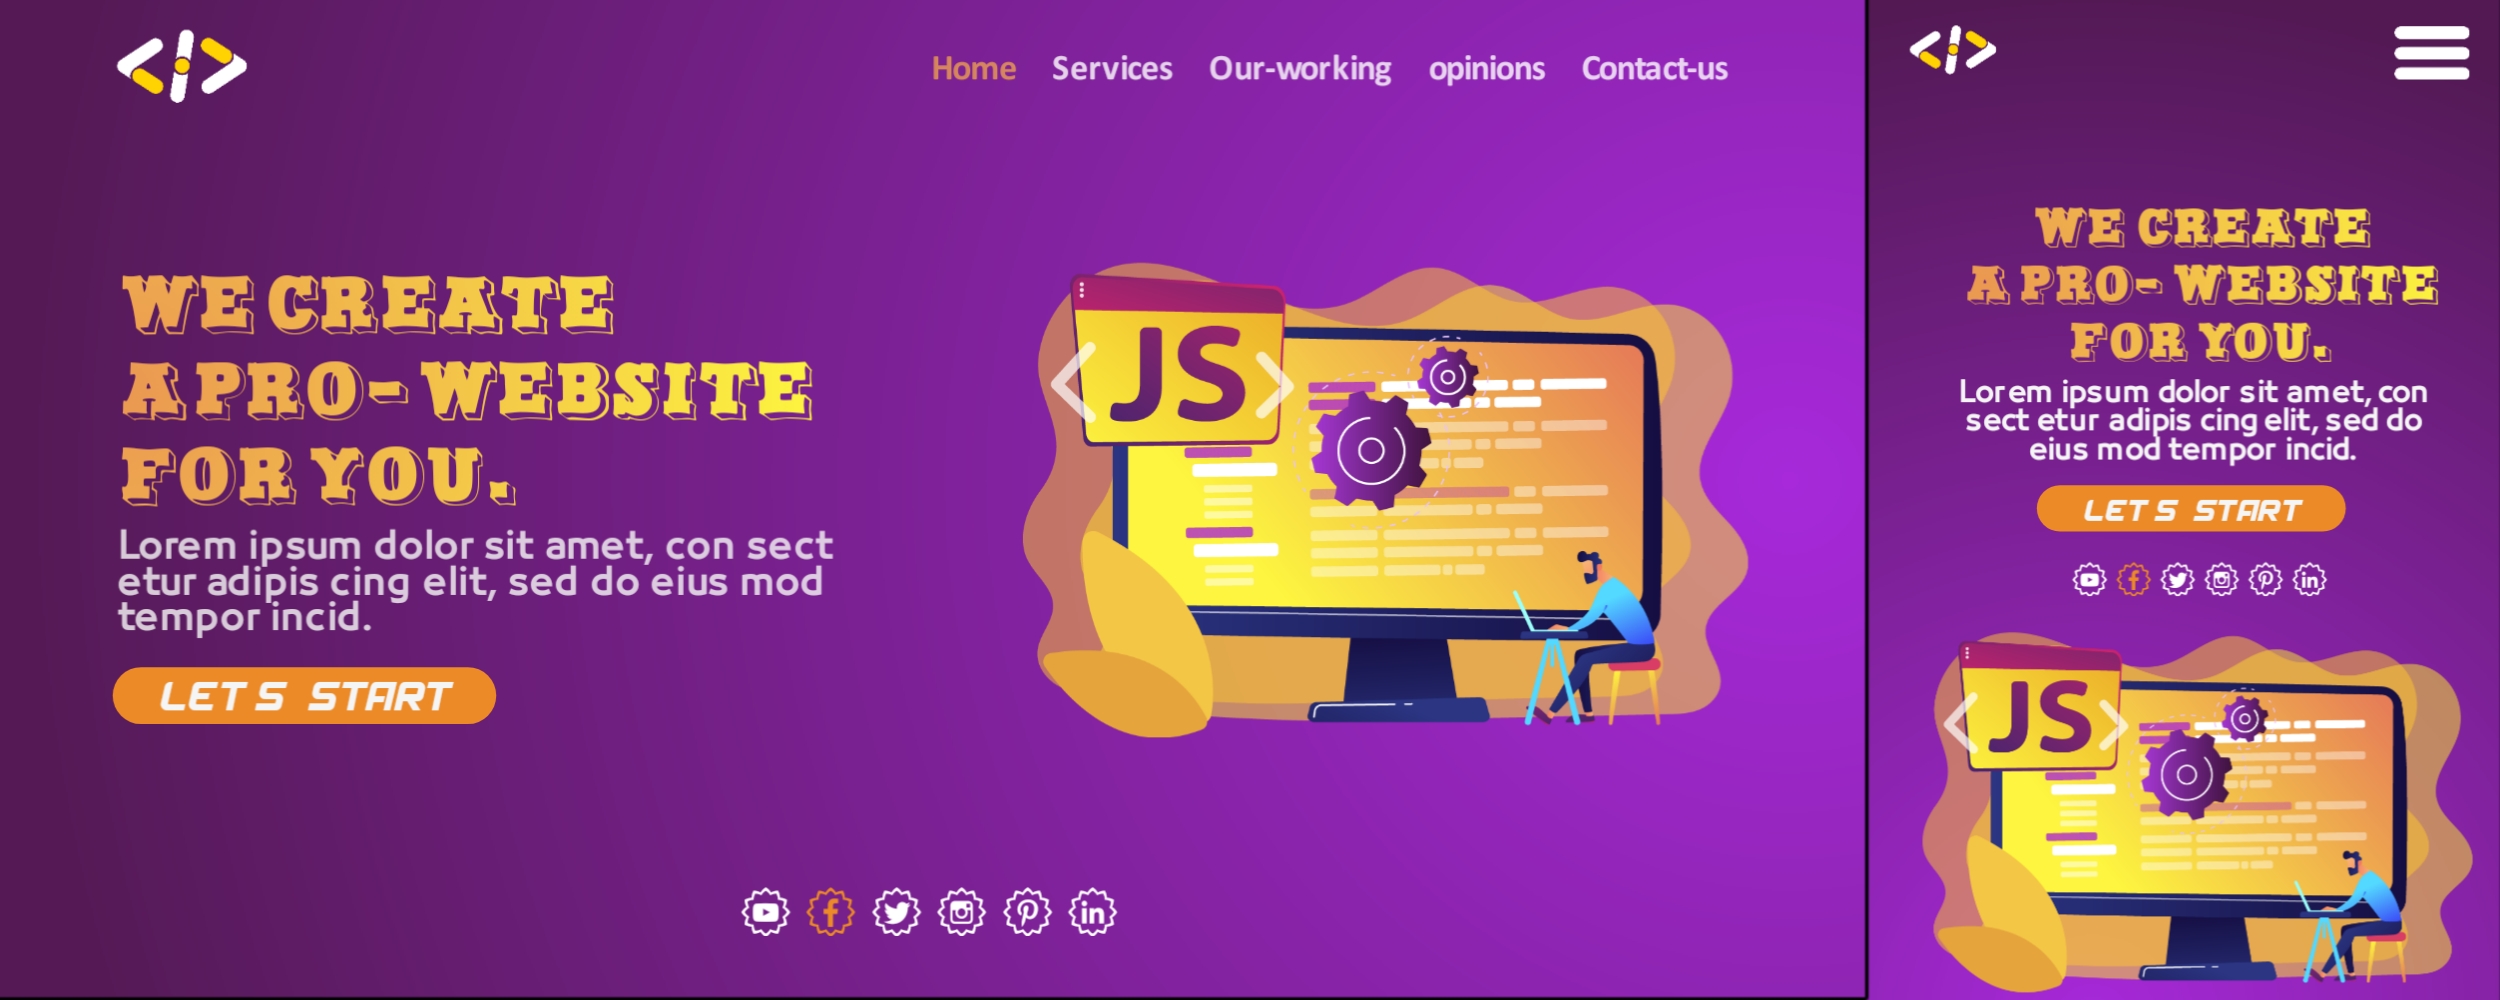 Home Services Our-working opinions Contact-us
WE CREATE
A PRO- WEBSITE
FOR YOU.
Lorem ipsum dolor sit amet, con sect
etur adipis cing elit, sed do eius mod
tempor incid.
LET S START
JS
WE CREATE
A PRO- WEBSITE
FOR YOU.
Lorem ipsum dolor sit amet, con
sect etur adipis cing elit, sed do
eius mod tempor incid.
LET S START
JS